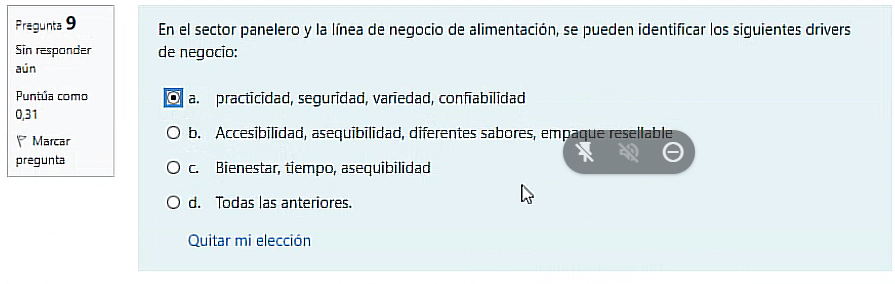 Pregunta 9
Sin responder
aún
Puntúa como
0,31
Marcar
pregunta
En el sector panelero y la línea de negocio de alimentación, se pueden identificar los siguientes drivers
de negocio:
a. practicidad, seguridad, variedad, confiabilidad
b. Accesibilidad, asequibilidad, diferentes sabores, empaque resellable
c. Bienestar, tiempo, asequibilidad
d. Todas las anteriores.
Quitar mi elección